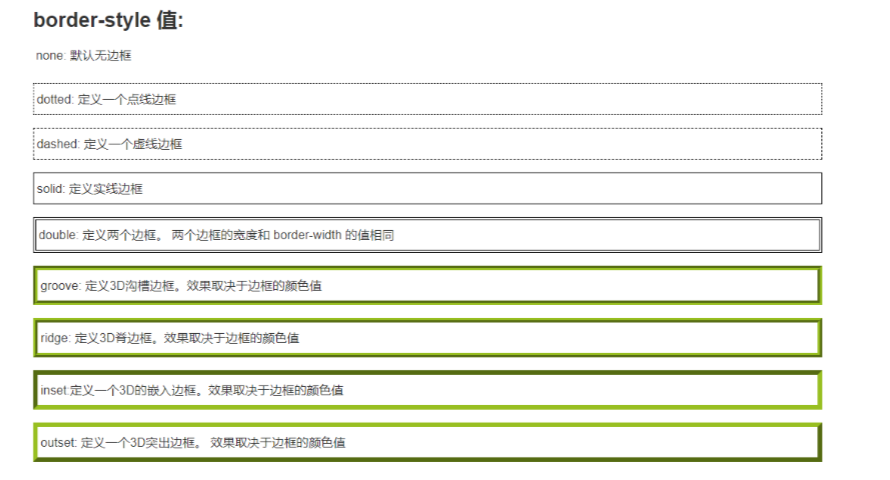 border-style 值:
none: 默认无边框
dotted: 定义一个点线边框
dashed: 定义一个虚线边框
solid: 定义实线边框
double: 定义两个边框。 两个边框的宽度和 border-width 的值相同
groove: 定义3D沟槽边框。效果取决于边框的颜色值
ridge: 定义3D脊边框。效果取决于边框的颜色值
inset:定义一个3D的嵌入边框。效果取决于边框的颜色值
outset: 定义一个3D突出边框。 效果取决于边框的颜色值